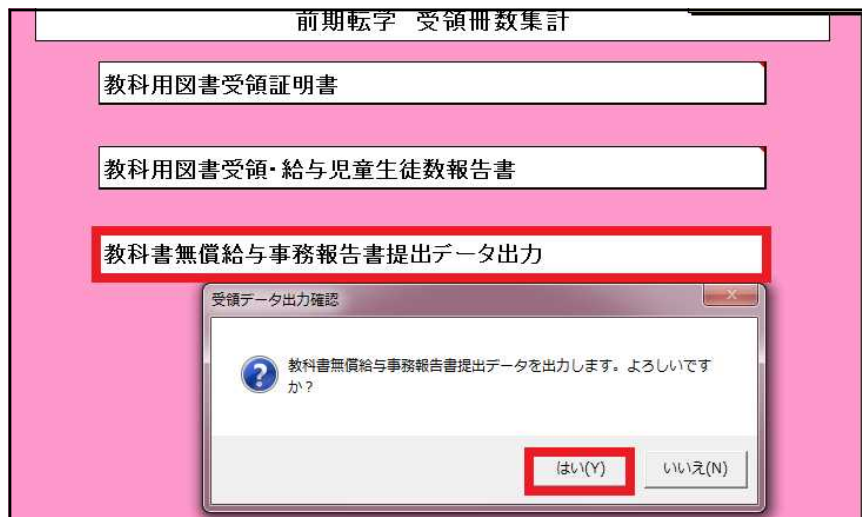 前期転学 受領冊数集計
教科用図書受領証明書
教科用図書受領・給与児童生徒数報告書
教科書無償給与事務報告書提出データ出力
受領データ出力確認
教科書無償給与事務報告書提出データを出力します。よろしいです
か？
はい(Y)
いいえ(N)